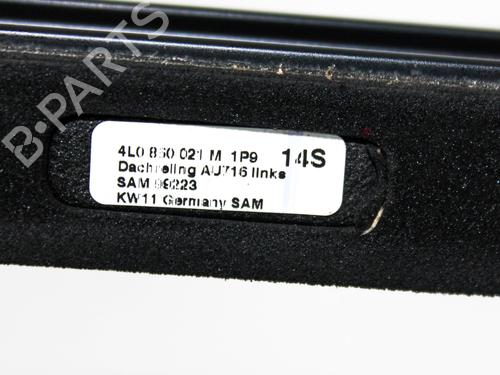 B-PARTS
4L0 860 021 M 1P9 14S
Dachreling AU716 links
SAM 99223
KW11 Germany SAM